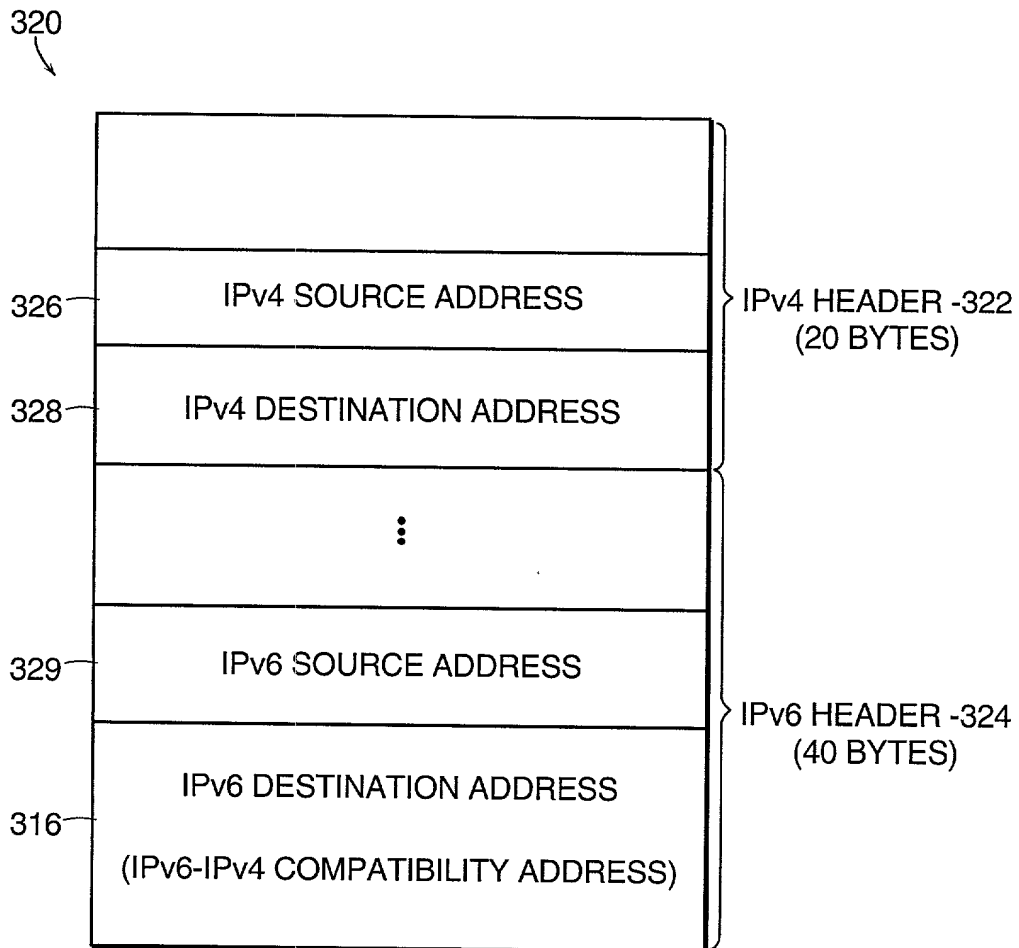 320
326
IPv4 SOURCE ADDRESS
IPv4 HEADER -322
(20 BYTES)
328
IPv4 DESTINATION ADDRESS
329
IPv6 SOURCE ADDRESS
IPv6 HEADER -324
(40 BYTES)
316
IPv6 DESTINATION ADDRESS
(IPv6-IPv4 COMPATIBILITY ADDRESS)